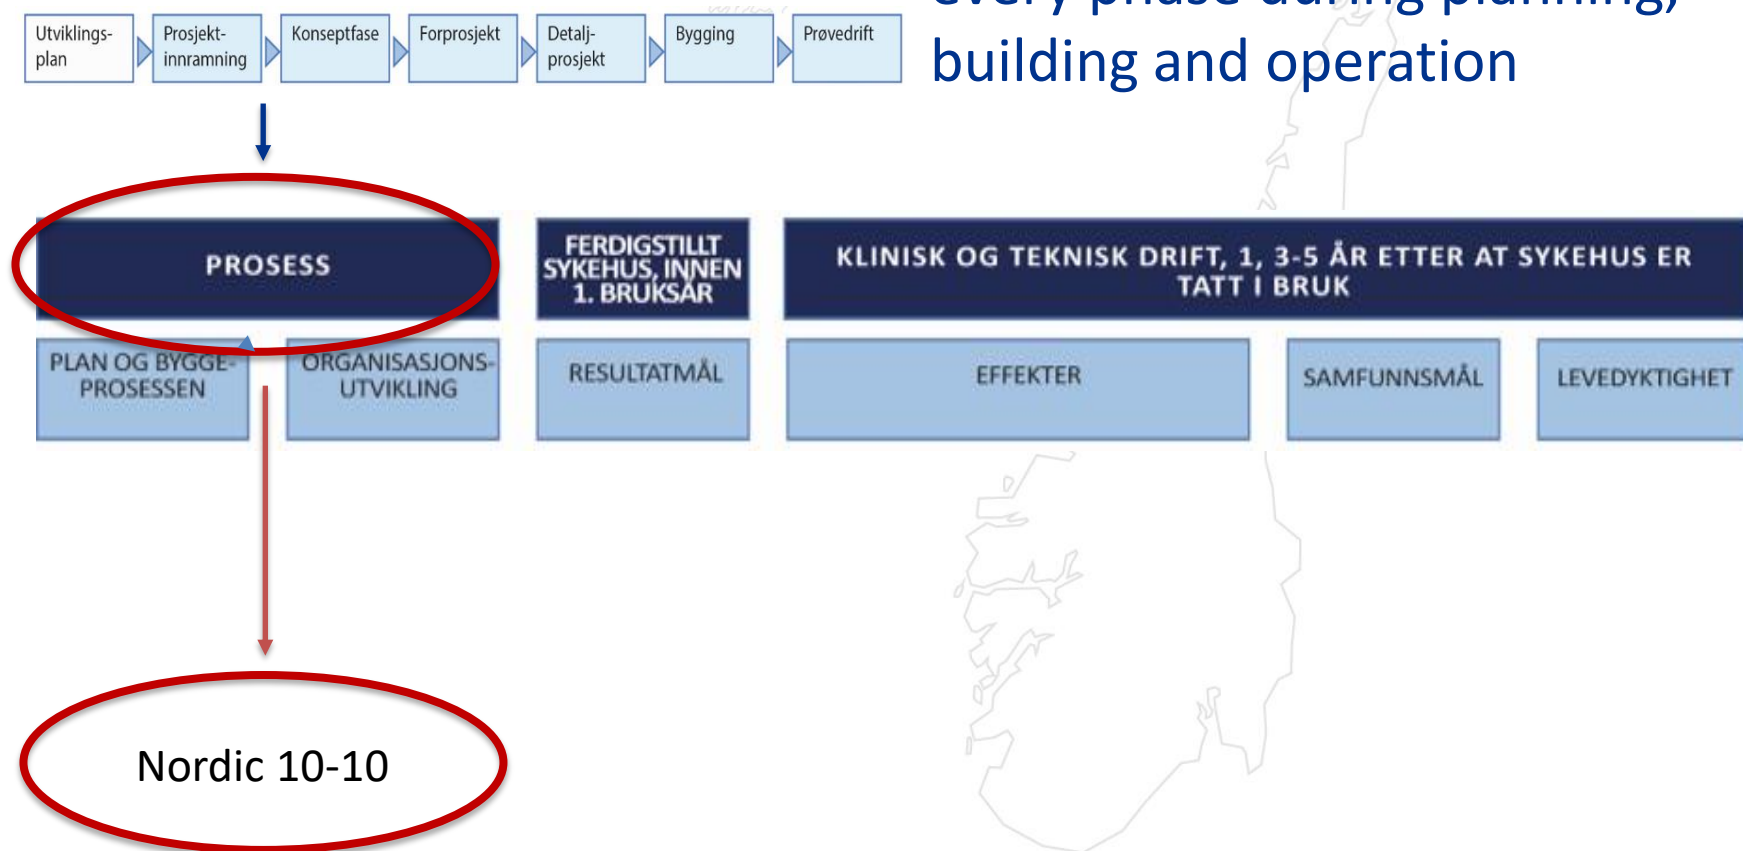 every phase during planning,
building and operation
Utviklings-
plan
Prosjekt-
innramning
Konseptfase
Forprosjekt
Detalj-
prosjekt
Bygging
Prøvedrift
PROSESS
FERDIGSTILLT
SYKEHUS, INNEN
1. BRUKSÅR
KLINISK OG TEKNISK DRIFT, 1, 3-5 ÅR ETTER AT SYKEHUS ER
TATT I BRUK
PLAN OG BYGGE-
PROSESSEN
ORGANISASJONS-
UTVIKLING
RESULTATMÅL
EFFEKTER
SAMFUNNSMÅL
LEVEDYKTIGHET
Nordic 10-10